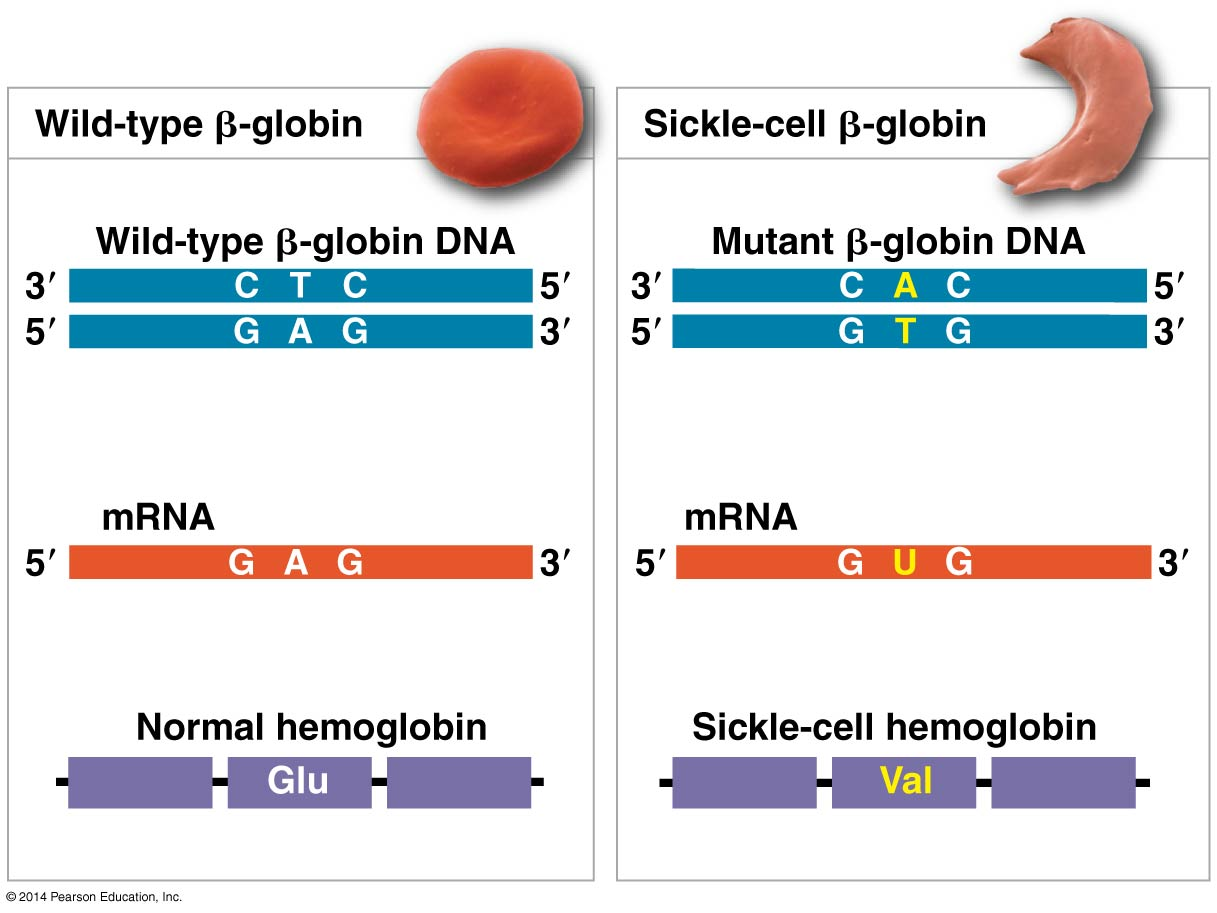 Wild-type β-globin
Wild-type β-globin DNA
3′ C T C 5′
5′ G A G 3′
mRNA
5′ G A G 3′
Normal hemoglobin
Glu
Sickle-cell β-globin
Mutant β-globin DNA
3′ C A C 5′
5′ G T G 3′
mRNA
5′ G U G 3′
Sickle-cell hemoglobin
Val
© 2014 Pearson Education, Inc.